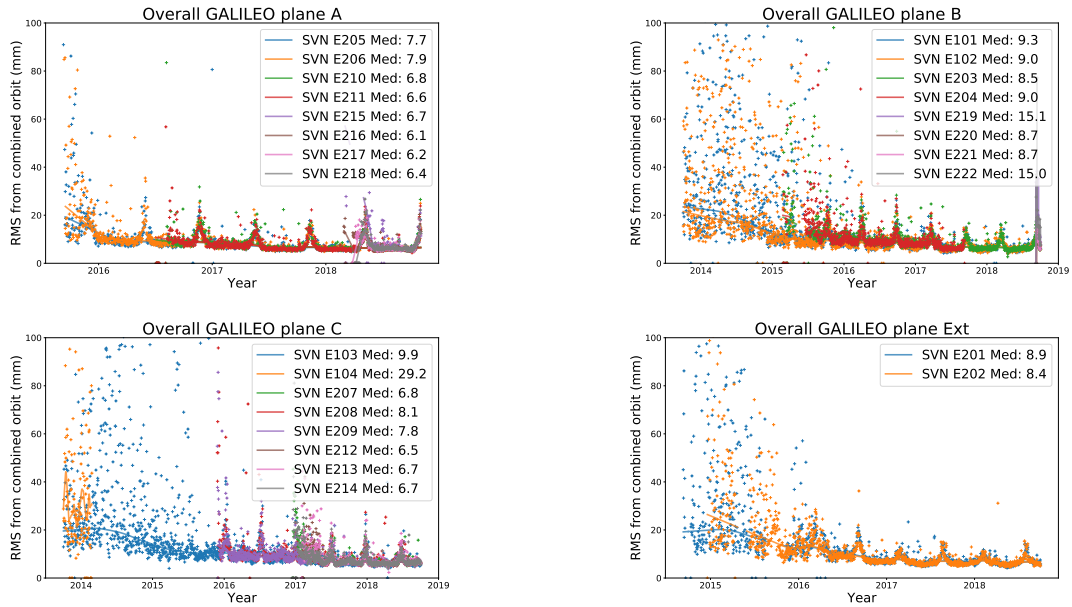 Overall GALILEO plane A
RMS from combined orbit (mm)
100
80
60
40
20
0
SVN E205 Med: 7.7
SVN E206 Med: 7.9
SVN E210 Med: 6.8
SVN E211 Med: 6.6
SVN E215 Med: 6.7
SVN E216 Med: 6.1
SVN E217 Med: 6.2
SVN E218 Med: 6.4
2016 2017 2018
Year
Overall GALILEO plane B
RMS from combined orbit (mm)
100
80
60
40
20
0
SVN E101 Med: 9.3
SVN E102 Med: 9.0
SVN E203 Med: 8.5
SVN E204 Med: 9.0
SVN E219 Med: 15.1
SVN E220 Med: 8.7
SVN E221 Med: 8.7
SVN E222 Med: 15.0
2014 2015 2016 2017 2018 2019
Year
Overall GALILEO plane C
RMS from combined orbit (mm)
100
80
60
40
20
0
SVN E103 Med: 9.9
SVN E104 Med: 29.2
SVN E207 Med: 6.8
SVN E208 Med: 8.1
SVN E209 Med: 7.8
SVN E212 Med: 6.5
SVN E213 Med: 6.7
SVN E214 Med: 6.7
2014 2015 2016 2017 2018 2019
Year
Overall GALILEO plane Ext
RMS from combined orbit (mm)
100
80
60
40
20
0
SVN E201 Med: 8.9
SVN E202 Med: 8.4
2015 2016 2017 2018
Year